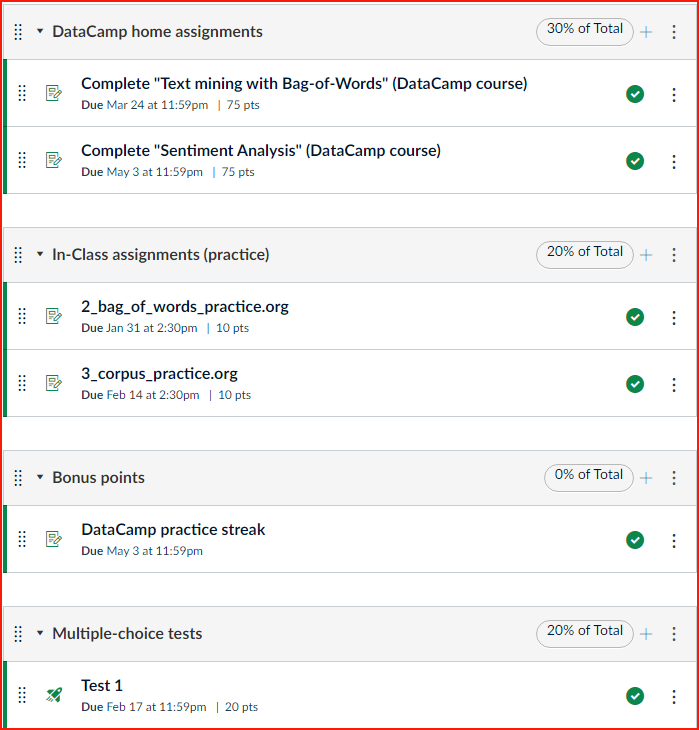 DataCamp home assignments 30% of Total
Complete "Text mining with Bag-of-Words" (DataCamp course)
Due Mar 24 at 11:59pm | 75 pts
Complete "Sentiment Analysis" (DataCamp course)
Due May 3 at 11:59pm | 75 pts
In-Class assignments (practice) 20% of Total
2_bag_of_words_practice.org
Due Jan 31 at 2:30pm | 10 pts
3_corpus_practice.org
Due Feb 14 at 2:30pm | 10 pts
Bonus points 0% of Total
DataCamp practice streak
Due May 3 at 11:59pm
Multiple-choice tests 20% of Total
Test 1
Due Feb 17 at 11:59pm | 20 pts